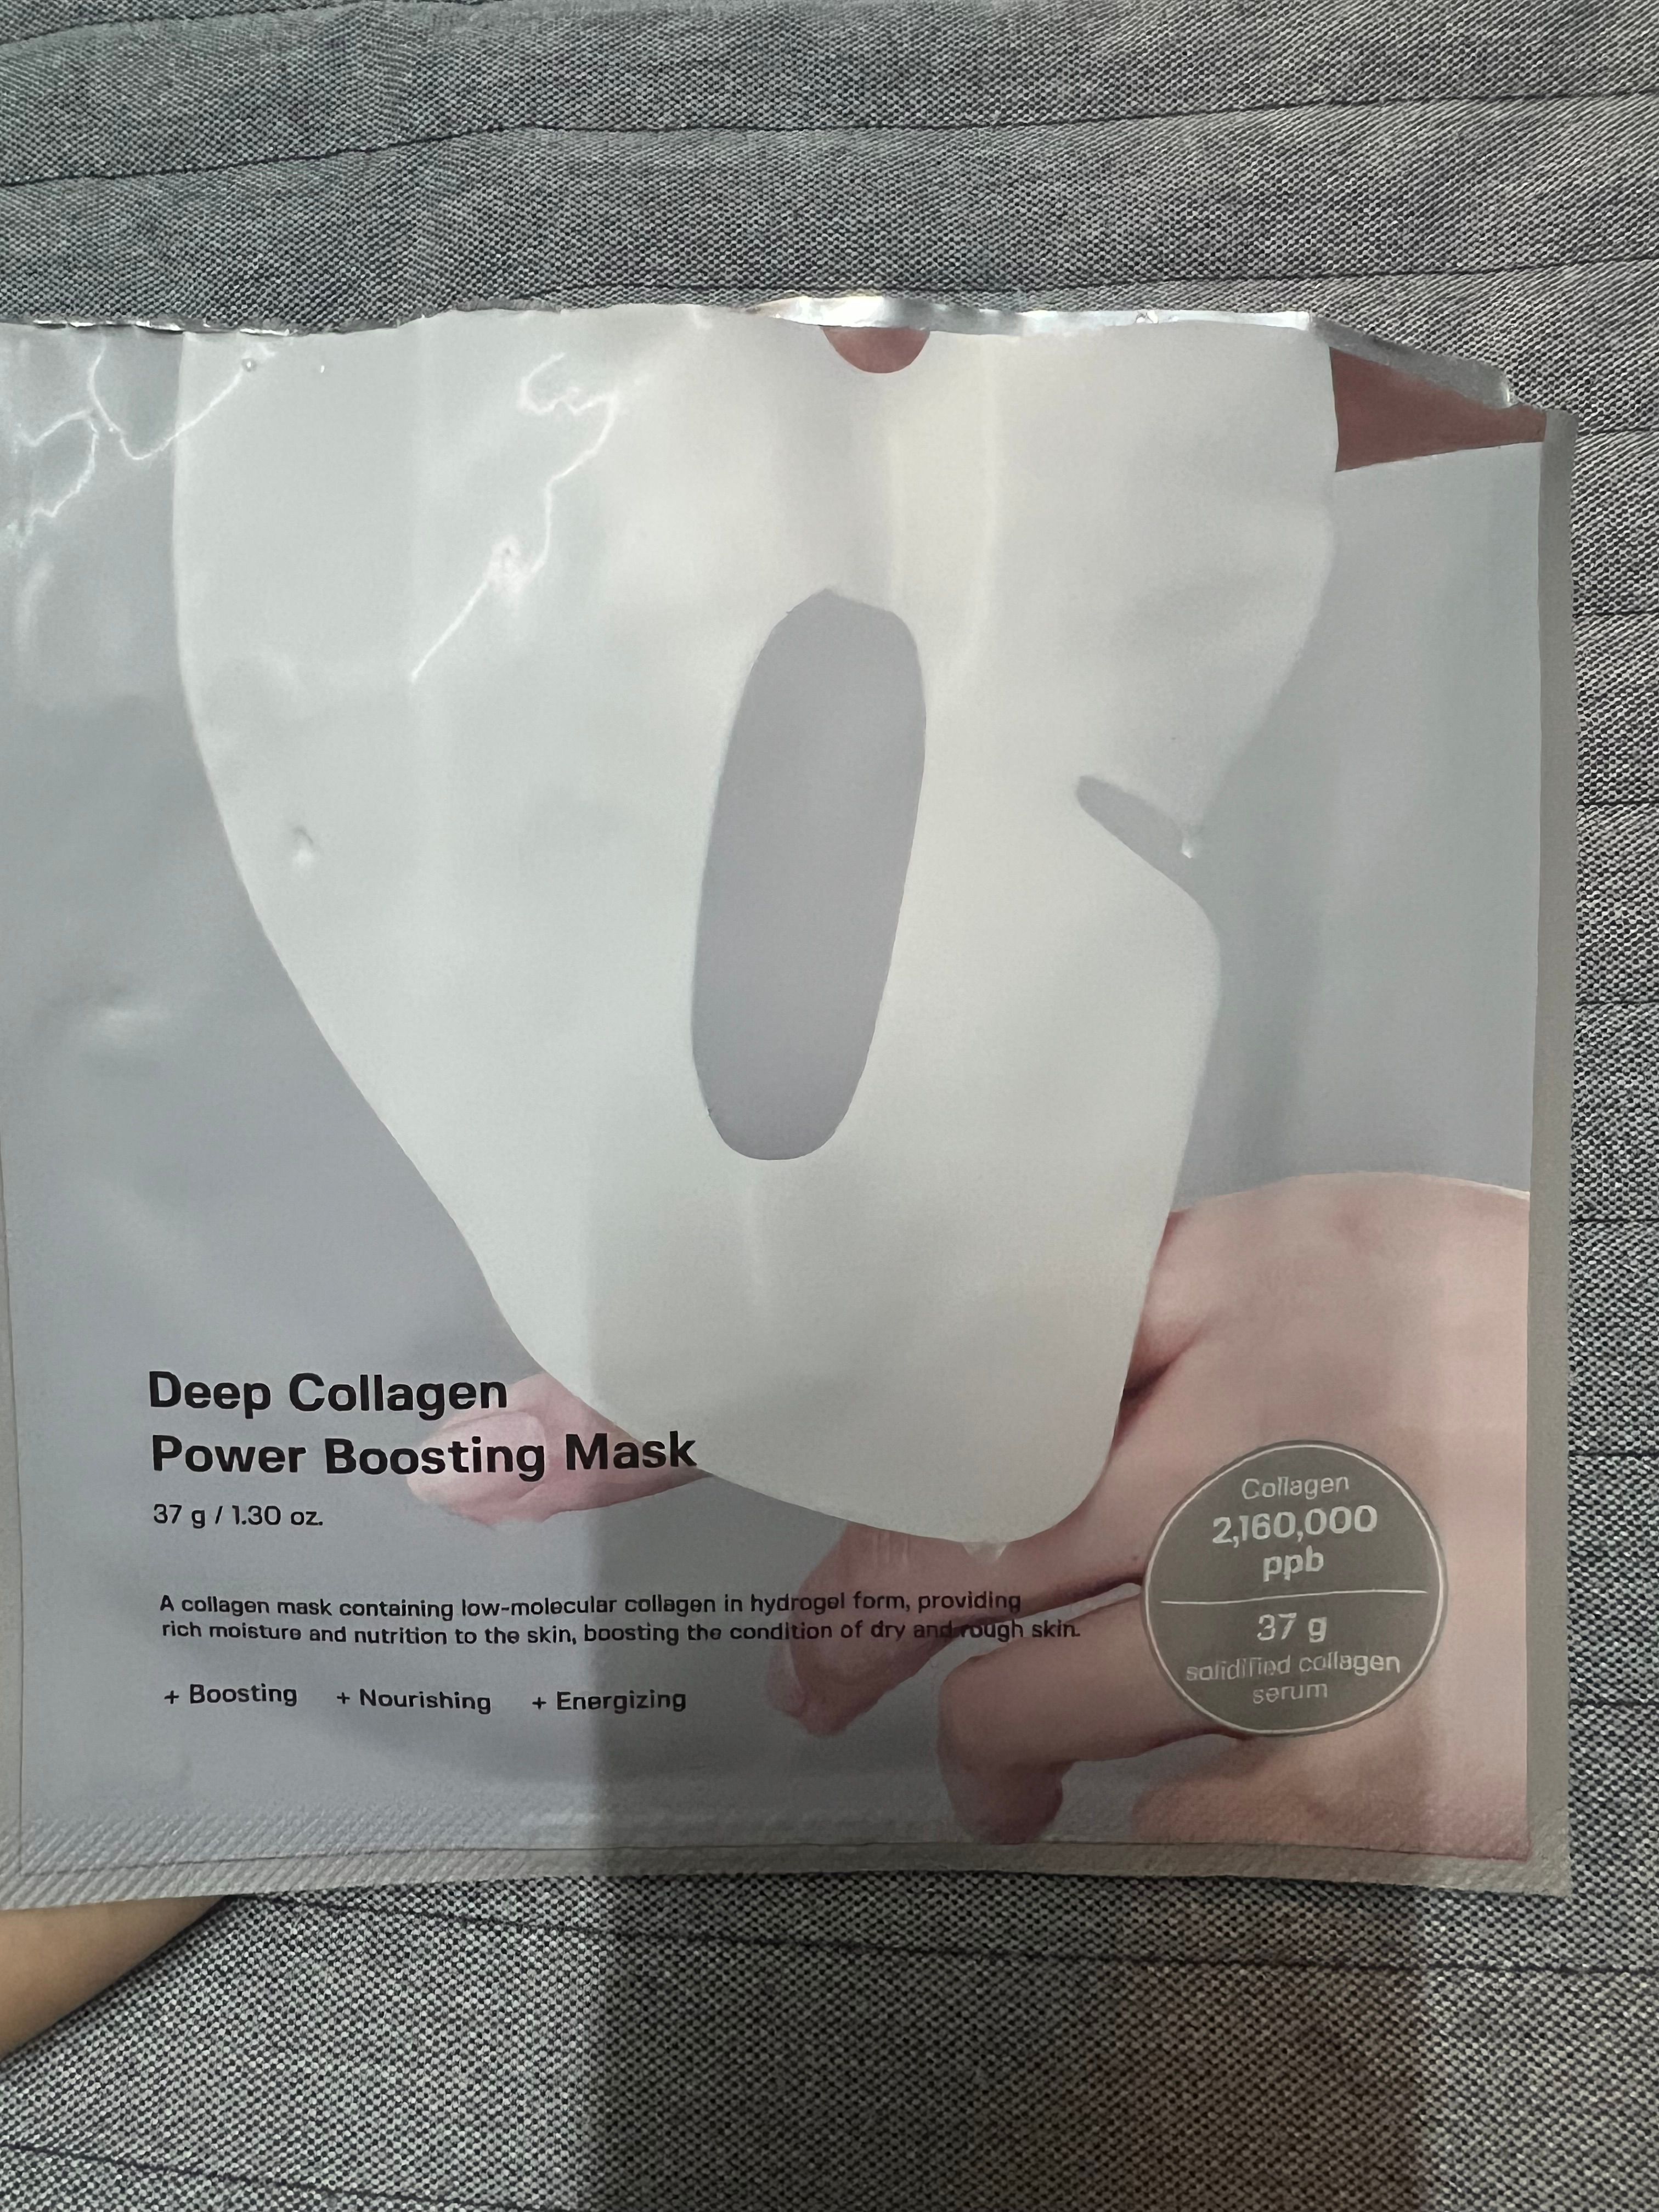 Deep Collagen
Power Boosting Mask
37 g / 1.30 oz.
A collagen mask containing low-molecular collagen in hydrogel form, providing
rich moisture and nutrition to the skin, boosting the condition of dry and rough skin.
+ Boosting + Nourishing + Energizing
Collagen
2,160,000
ppb
37 g
solidified collagen
serum